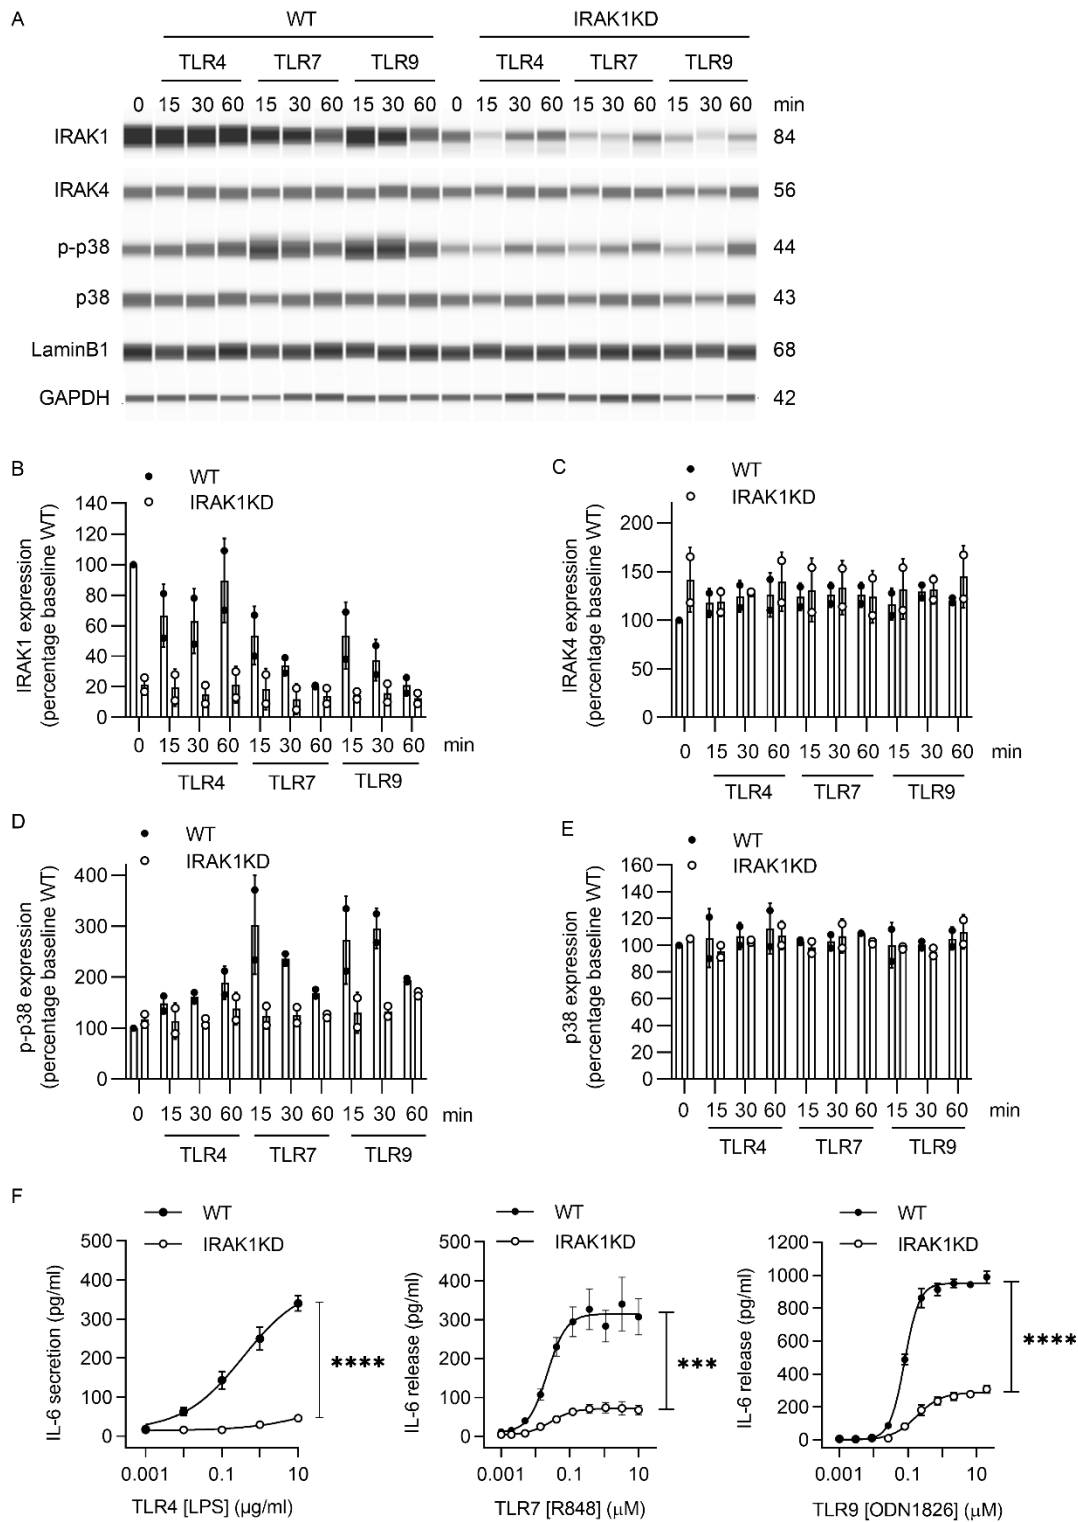 A
WT IRAK1KD
TLR4 TLR7 TLR9 TLR4 TLR7 TLR9
0 15 30 60 15 30 60 15 30 60 0 15 30 60 15 30 60 15 30 60 min
IRAK1 84
IRAK4 56
p-p38 44
p38 43
LaminB1 68
GAPDH 42
B
WT
IRAK1KD
IRAK1 expression
(percentage baseline WT)
140
120
100
80
60
40
20
0
0 15 30 60 15 30 60 15 30 60 min
TLR4 TLR7 TLR9
C
WT
IRAK1KD
IRAK4 expression
(percentage baseline WT)
200
150
100
50
0
0 15 30 60 15 30 60 15 30 60 min
TLR4 TLR7 TLR9
D
WT
IRAK1KD
p-p38 expression
(percentage baseline WT)
400
300
200
100
0
0 15 30 60 15 30 60 15 30 60 min
TLR4 TLR7 TLR9
E
WT
IRAK1KD
p38 expression
(percentage baseline WT)
160
140
120
100
80
60
40
20
0
0 15 30 60 15 30 60 15 30 60 min
TLR4 TLR7 TLR9
F
WT
IRAK1KD
IL-6 secretion (pg/ml)
500
400
300
200
100
0
****
0.001 0.1 10
TLR4 [LPS] (µg/ml)
WT
IRAK1KD
IL-6 release (pg/ml)
500
400
300
200
100
0
***
0.001 0.1 10
TLR7 [R848] (µM)
WT
IRAK1KD
IL-6 release (pg/ml)
1200
1000
800
600
400
200
0
****
0.001 0.1 10
TLR9 [ODN1826] (µM)